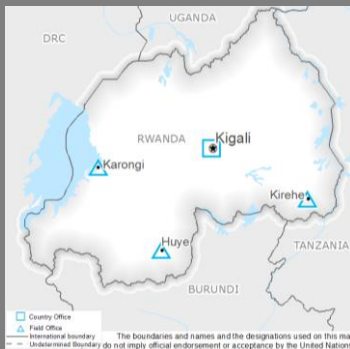 UGANDA
DRC
RWANDA
Kigali
Karongi
Kirehe
Huye
TANZANIA
BURUNDI
Country Office
Field Office
International boundary
Undetermined Boundary
The boundaries and names and the designations used on this ma
do not imply official endorsement or acceptance by the United Nations